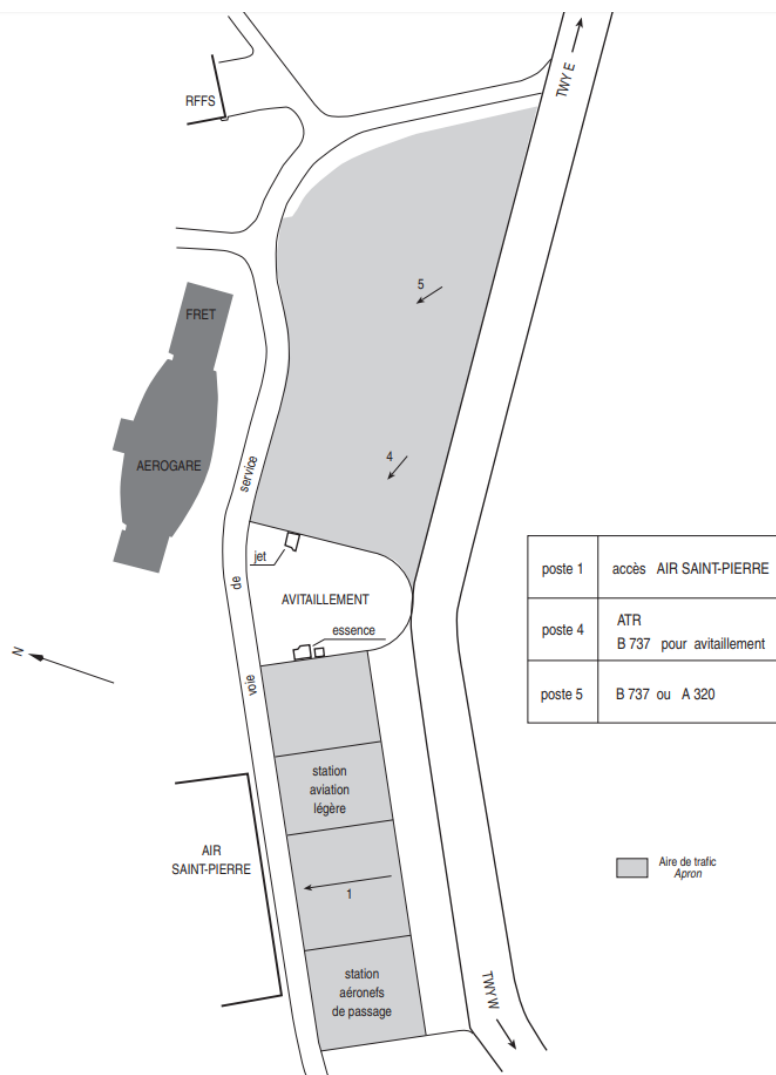 TWY E
RFFS
5
FRET
4
AEROGARE
service
jet
de
AVITAILLEMENT
essence
voie
N
poste 1 accès AIR SAINT-PIERRE
poste 4 ATR
B 737 pour avitaillement
poste 5 B 737 ou A 320
station
aviation
légère
AIR
SAINT-PIERRE
1
Aire de trafic
Apron
station
aéronefs
de passage
TWY W